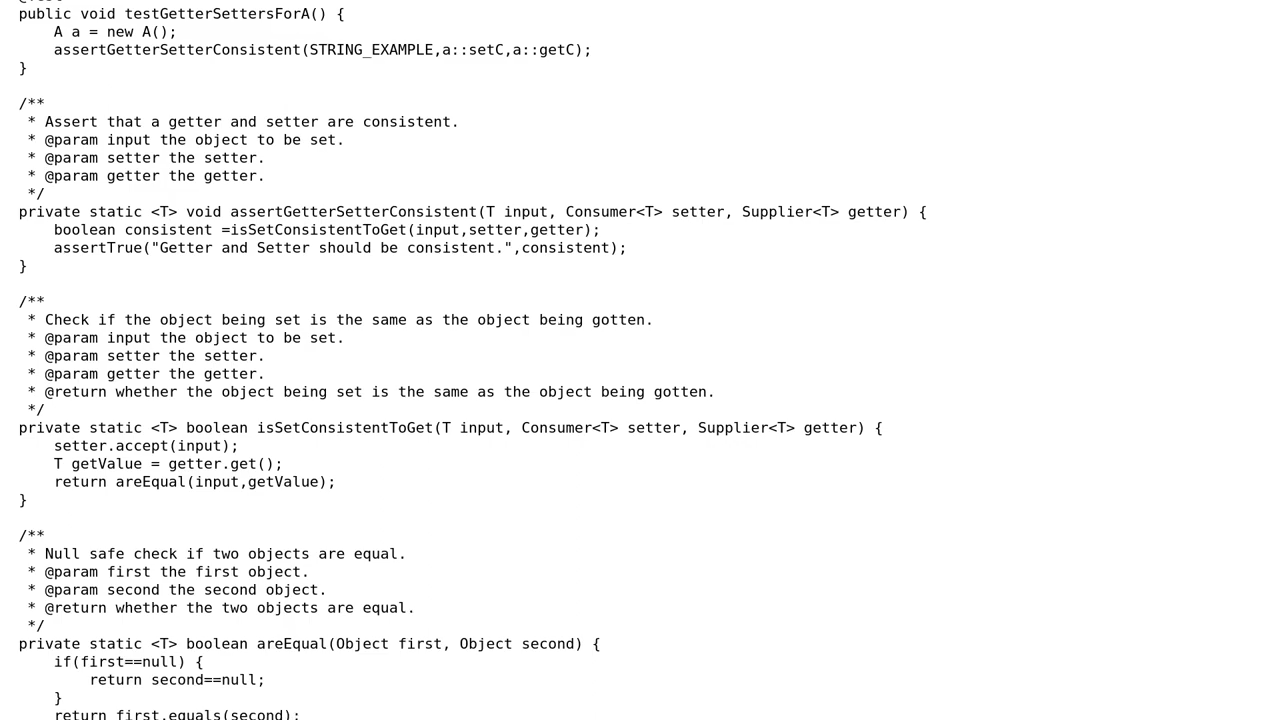 public void testGetterSettersForA() {
    A a = new A();
    assertGetterSetterConsistent(STRING_EXAMPLE,a::setC,a::getC);
}

/**
 * Assert that a getter and setter are consistent.
 * @param input the object to be set.
 * @param setter the setter.
 * @param getter the getter.
 */
private static <T> void assertGetterSetterConsistent(T input, Consumer<T> setter, Supplier<T> getter) {
    boolean consistent =isSetConsistentToGet(input,setter,getter);
    assertTrue("Getter and Setter should be consistent.",consistent);
}

/**
 * Check if the object being set is the same as the object being gotten.
 * @param input the object to be set.
 * @param setter the setter.
 * @param getter the getter.
 * @return whether the object being set is the same as the object being gotten.
 */
private static <T> boolean isSetConsistentToGet(T input, Consumer<T> setter, Supplier<T> getter) {
    setter.accept(input);
    T getValue = getter.get();
    return areEqual(input,getValue);
}

/**
 * Null safe check if two objects are equal.
 * @param first the first object.
 * @param second the second object.
 * @return whether the two objects are equal.
 */
private static <T> boolean areEqual(Object first, Object second) {
    if(first==null) {
        return second==null;
    }
    return first.equals(second);